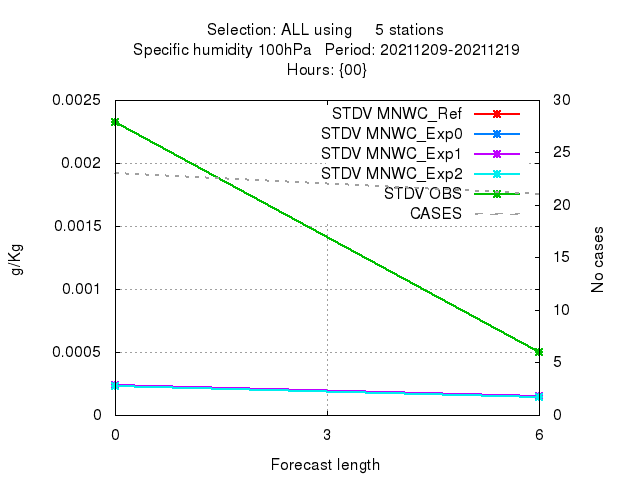 Selection: ALL using 5 stations
Specific humidity 100hPa Period: 20211209-20211219
Hours: {00}
0.0025
0.002
0.0015
0.001
0.0005
0
g/Kg
STDV MNWC_Ref
STDV MNWC_Exp0
STDV MNWC_Exp1
STDV MNWC_Exp2
STDV OBS
CASES
30
25
20
15
10
5
0
No cases
0 3 6
Forecast length